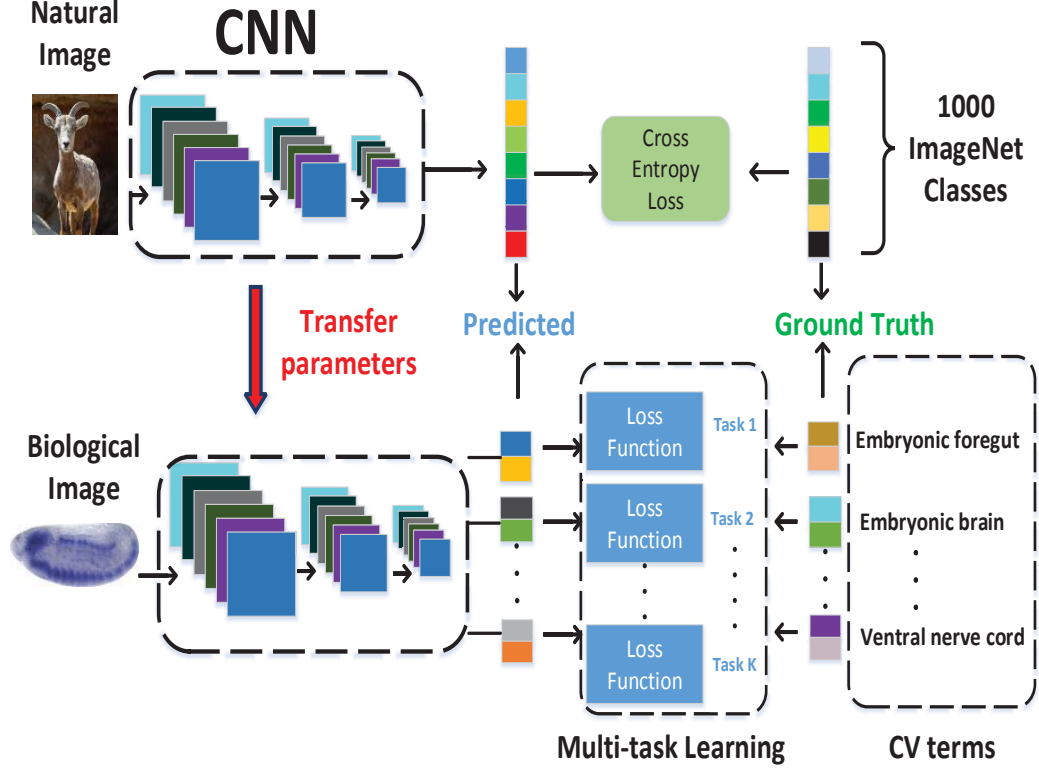 Natural
Image
CNN
Cross
Entropy
Loss
1000
ImageNet
Classes
Transfer
parameters
Predicted
Ground Truth
Biological
Image
Loss
Function
Task 1
Embryonic foregut
Loss
Function
Task 2
Embryonic brain
Loss
Function
Task K
Ventral nerve cord
Multi-task Learning
CV terms